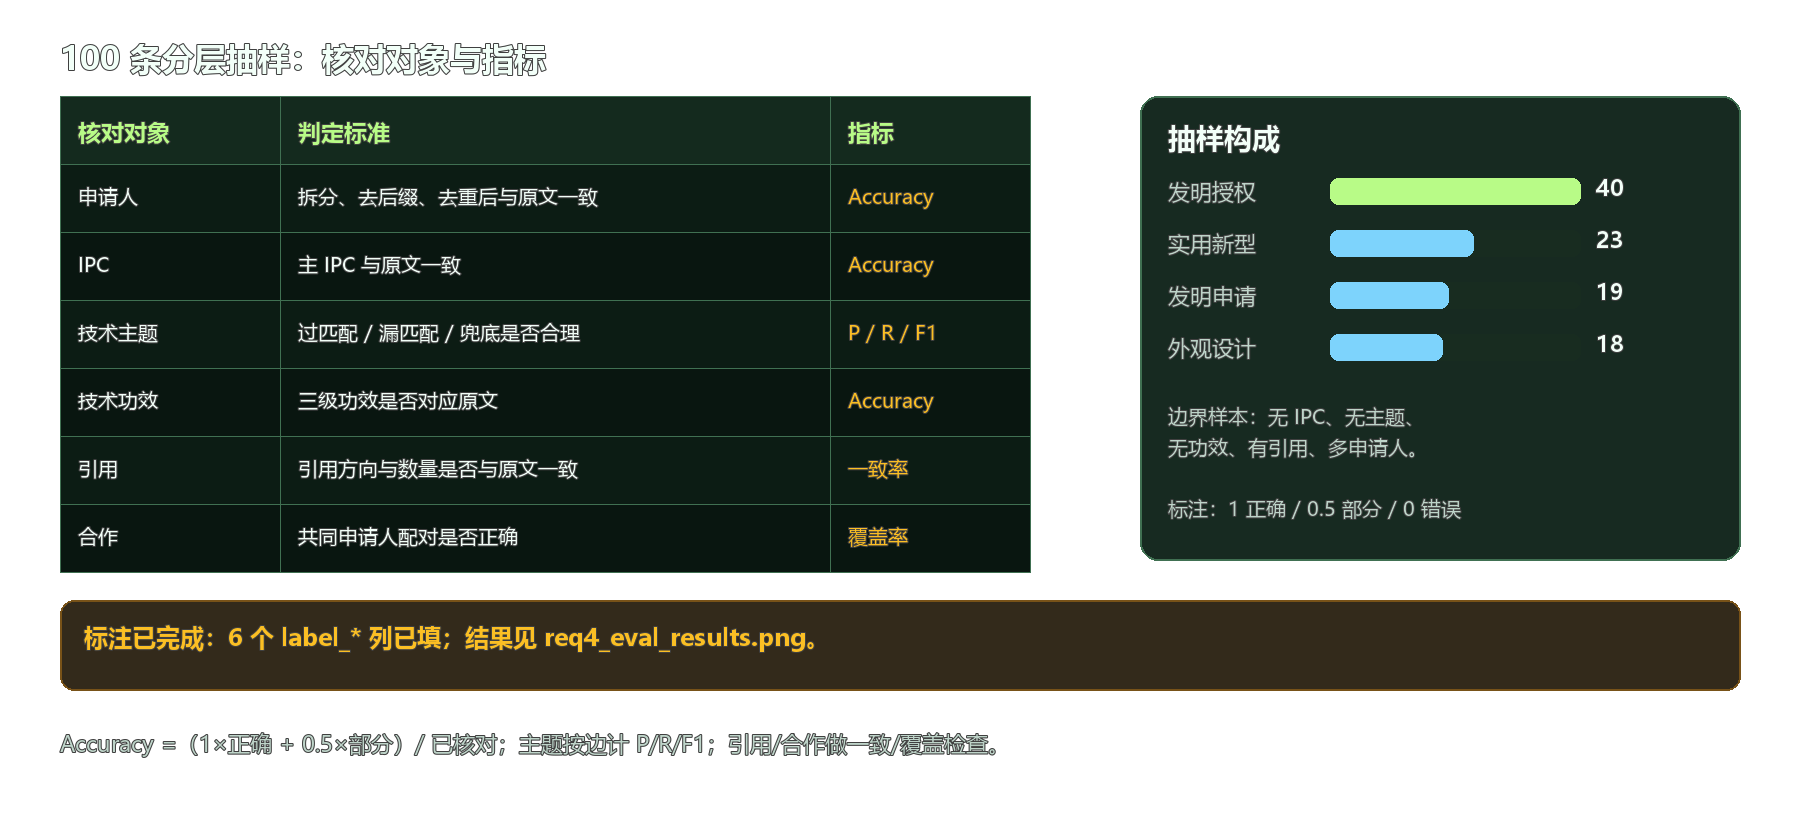 100 条分层抽样：核对对象与指标
核对对象 判定标准 指标
申请人 拆分、去后缀、去重后与原文一致 Accuracy
IPC 主 IPC 与原文一致 Accuracy
技术主题 过匹配 / 漏匹配 / 兜底是否合理 P / R / F1
技术功效 三级功效是否对应原文 Accuracy
引用 引用方向与数量是否与原文一致 一致率
合作 共同申请人配对是否正确 覆盖率
抽样构成
发明授权 40
实用新型 23
发明申请 19
外观设计 18
边界样本：无 IPC、无主题、
无功效、有引用、多申请人。
标注：1 正确 / 0.5 部分 / 0 错误
标注已完成：6 个 label_* 列已填；结果见 req4_eval_results.png。
Accuracy =（1×正确 + 0.5×部分）/ 已核对；主题按边计 P/R/F1；引用/合作做一致/覆盖检查。